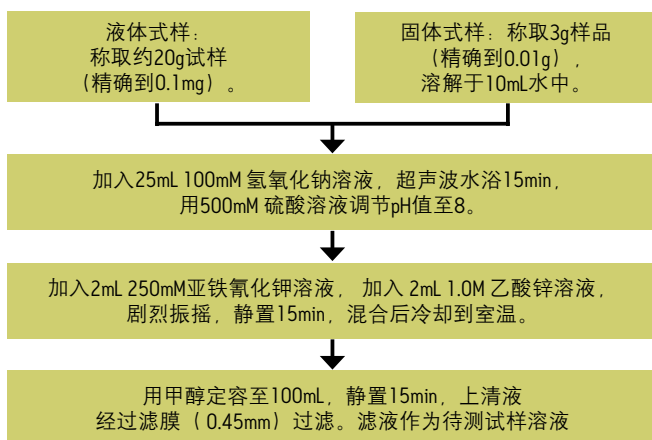 液体式样：
称取约20g试样
（精确到0.1mg）。
固体式样：称取3g样品
（精确到0.01g），
溶解于10mL水中。
加入25mL 100mM 氢氧化钠溶液，超声波水浴15min，
用500mM 硫酸溶液调节pH值至8。
加入2mL 250mM亚铁氰化钾溶液， 加入 2mL 1.0M 乙酸锌溶液，
剧烈振摇，静置15min，混合后冷却到室温。
用甲醇定容至100mL，静置15min，上清液
经过滤膜（0.45mm）过滤。滤液作为待测试样溶液